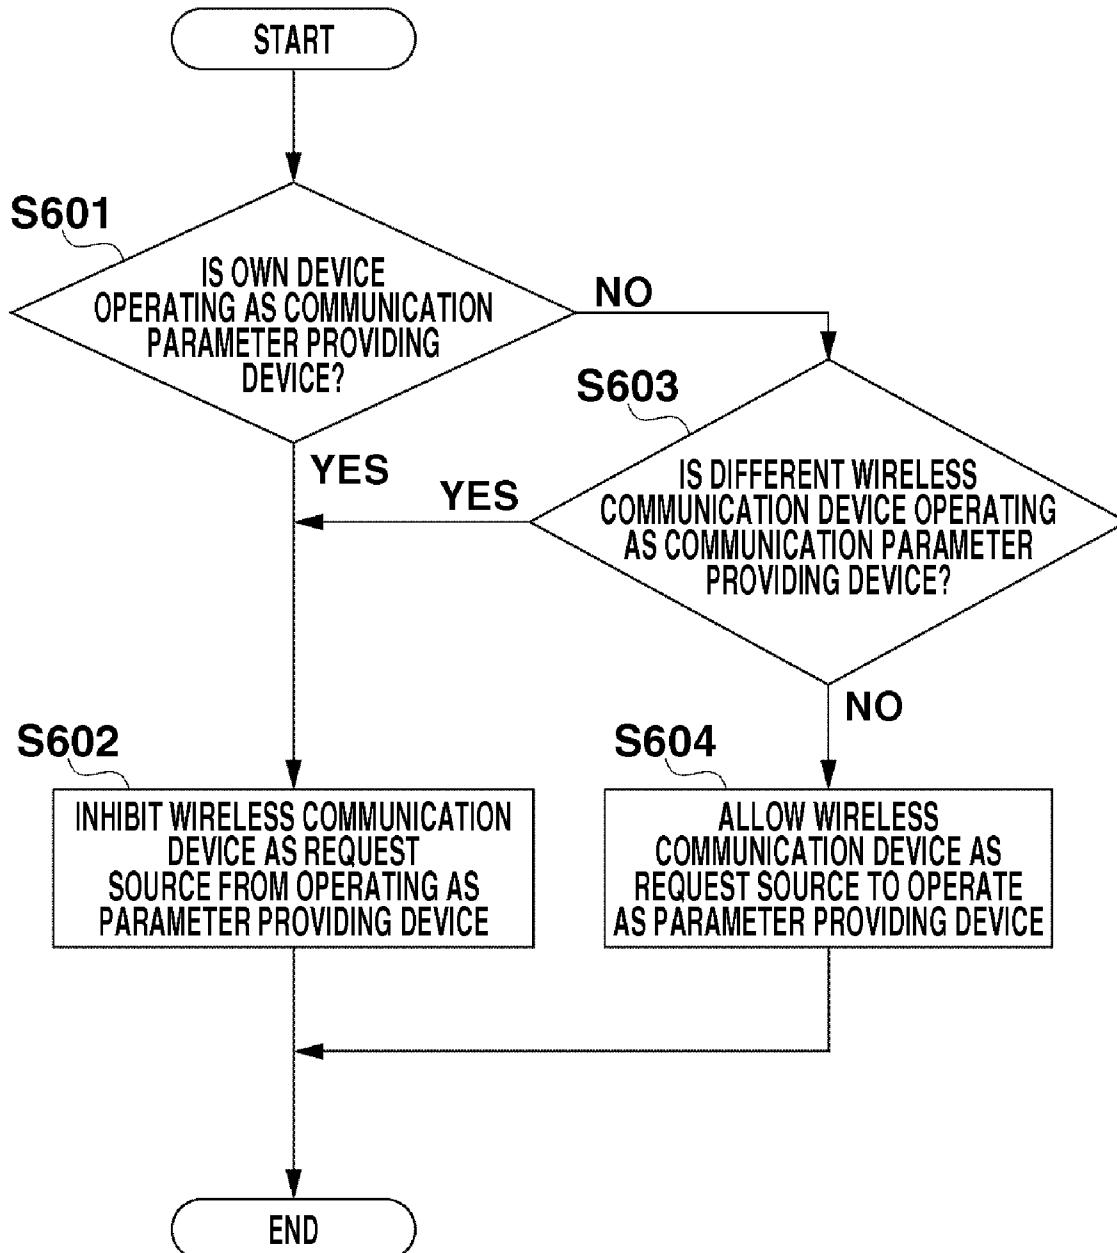 START
S601
IS OWN DEVICE
OPERATING AS COMMUNICATION
PARAMETER PROVIDING
DEVICE?
NO
YES
S603
IS DIFFERENT WIRELESS
COMMUNICATION DEVICE OPERATING
AS COMMUNICATION PARAMETER
PROVIDING DEVICE?
YES
NO
S602
INHIBIT WIRELESS COMMUNICATION
DEVICE AS REQUEST
SOURCE FROM OPERATING AS
PARAMETER PROVIDING DEVICE
S604
ALLOW WIRELESS
COMMUNICATION DEVICE AS
REQUEST SOURCE TO OPERATE
AS PARAMETER PROVIDING DEVICE
END